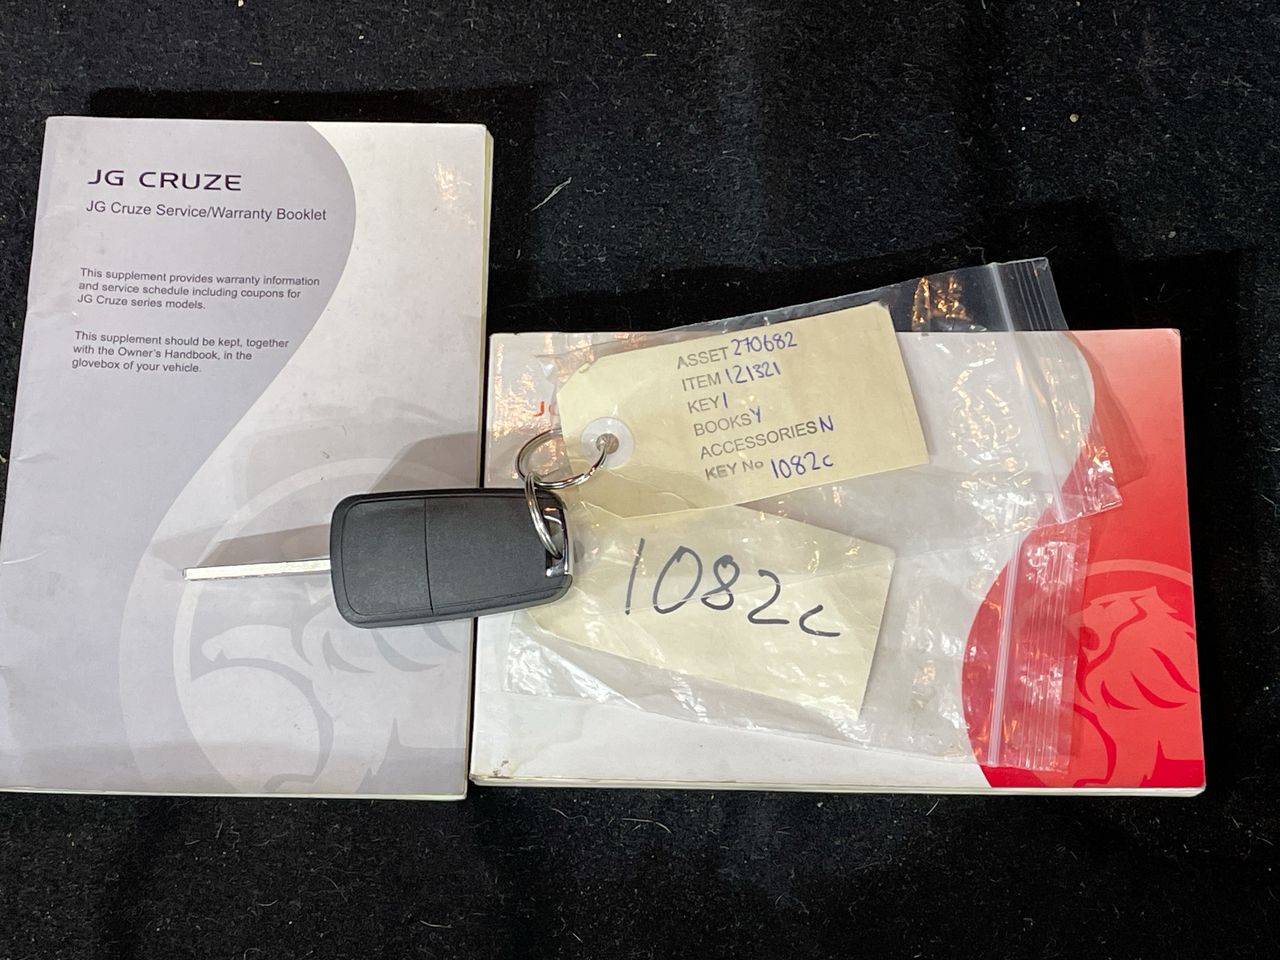 JG CRUZE
JG Cruze Service/Warranty Booklet
This supplement provides warranty information
and service schedule including coupons for
JG Cruze series models.
This supplement should be kept, together
with the Owner's Handbook, in the
glovebox of your vehicle.
ASSET 270682
ITEM 121321
KEY 1
BOOKS Y
ACCESSORIES N
KEY No 1082c
1082c